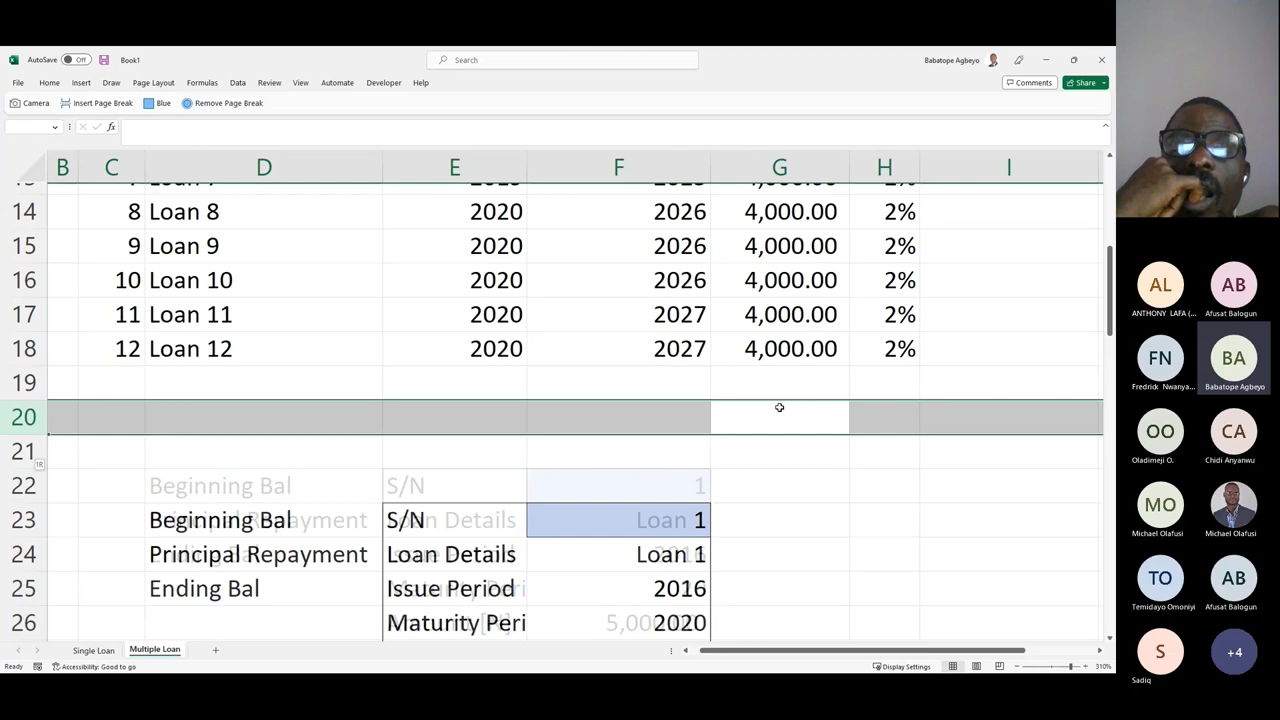 AutoSave Off Book1 Search Babatope Agbeyo
File Home Insert Draw Page Layout Formulas Data Review View Automate Developer Help Comments Share
Camera Insert Page Break Blue Remove Page Break
fx
B C D E F G H I
14 8 Loan 8 2020 2026 4,000.00 2%
15 9 Loan 9 2020 2026 4,000.00 2%
16 10 Loan 10 2020 2026 4,000.00 2%
17 11 Loan 11 2020 2027 4,000.00 2%
18 12 Loan 12 2020 2027 4,000.00 2%
19
20
21
22 Beginning Bal S/N 1
23 Beginning Bal S/N Loan 1
24 Principal Repayment Loan Details Loan 1
25 Ending Bal Issue Period 2016
26 Maturity Peri 2020
Single Loan Multiple Loan
Ready Accessibility: Good to go Display Settings 310%
AL AB
ANTHONY LAFA (... Afusat Balogun
FN BA
Fredrick Nwanya... Babatope Agbeyo
OO CA
Oladimeji O. Chidi Anyanwu
MO
Michael Olafusi Michael Olafusi
TO AB
Temidayo Omoniyi Afusat Balogun
S +4
Sadiq